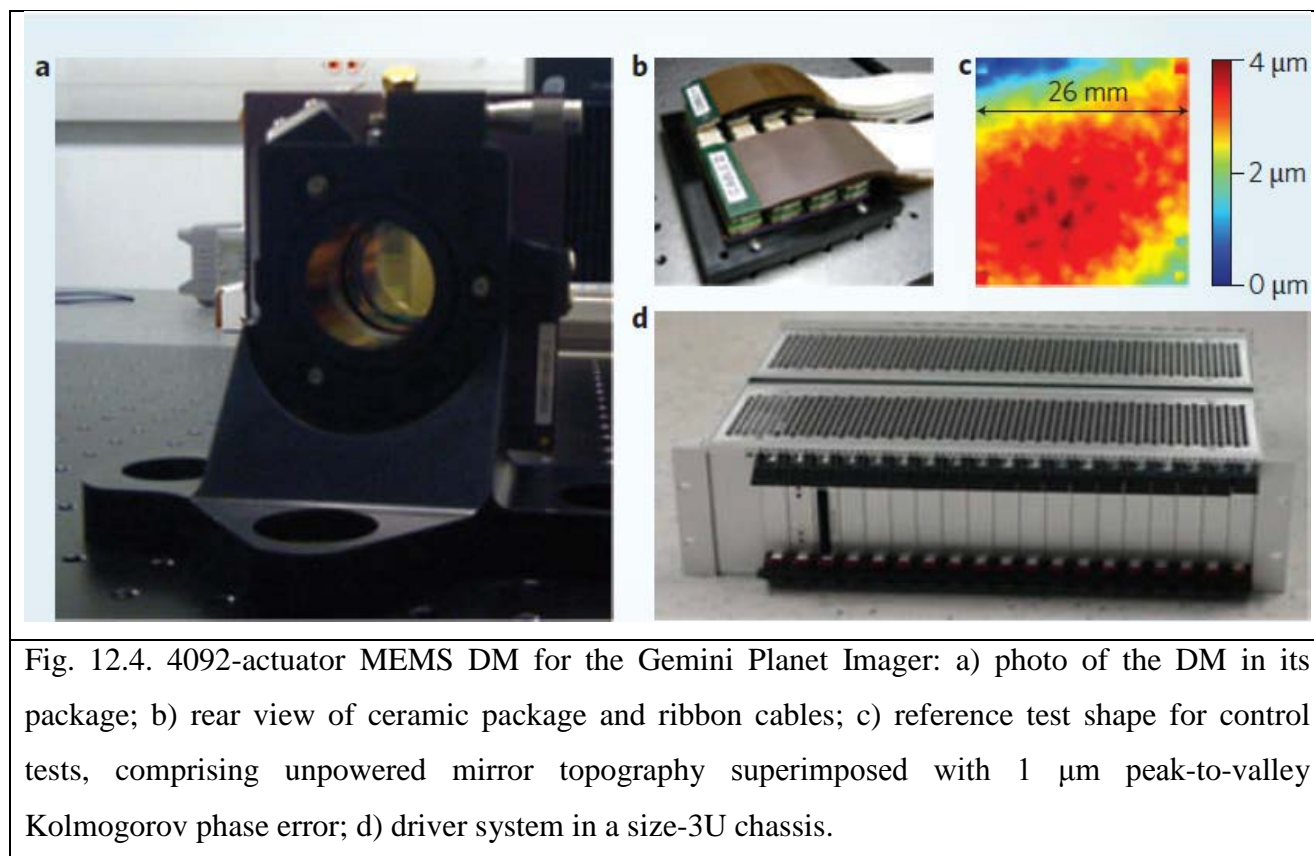 a
b
c
4 μm
26 mm
2 μm
0 μm
d
CABLE 2
Fig. 12.4. 4092-actuator MEMS DM for the Gemini Planet Imager: a) photo of the DM in its
package; b) rear view of ceramic package and ribbon cables; c) reference test shape for control
tests, comprising unpowered mirror topography superimposed with 1 μm peak-to-valley
Kolmogorov phase error; d) driver system in a size-3U chassis.